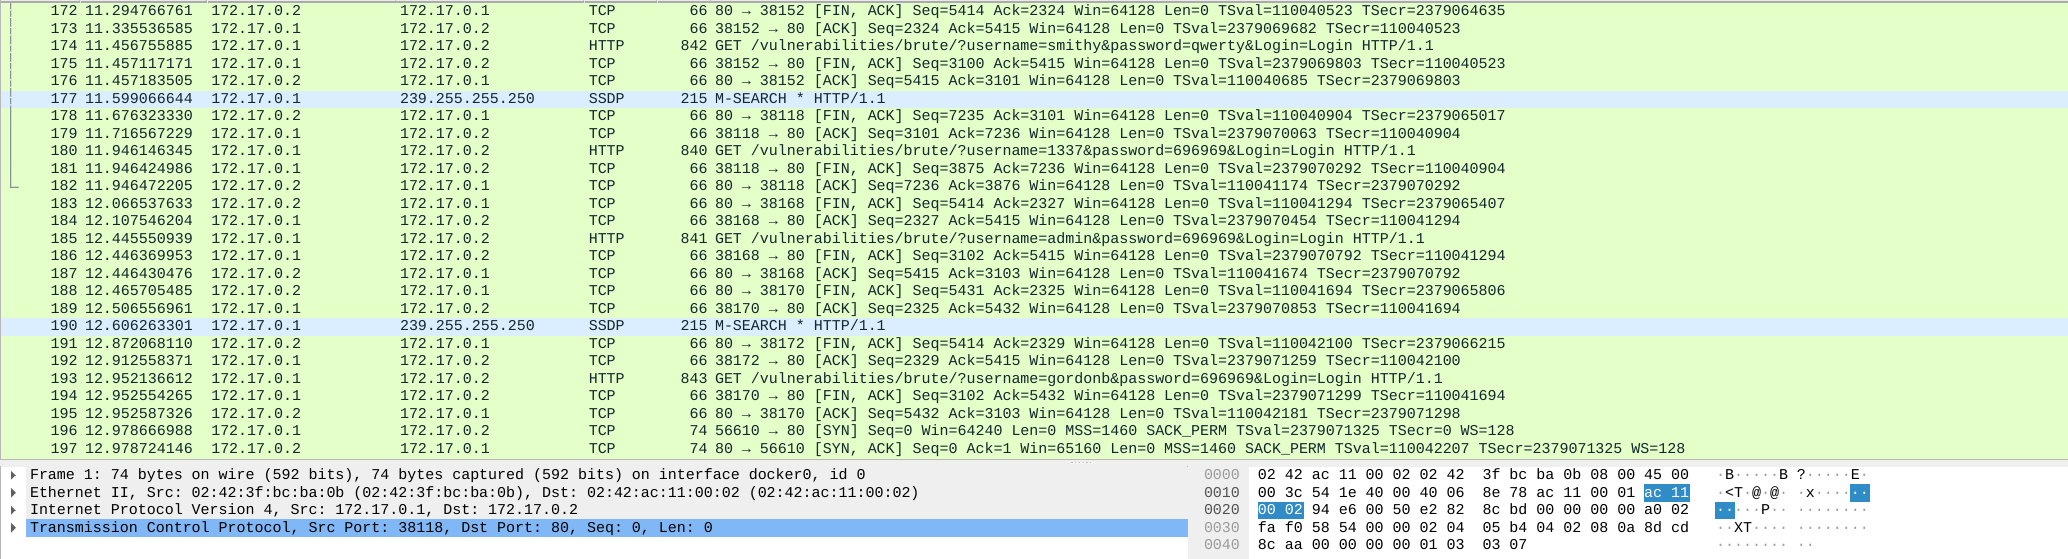 172 11.294766761 172.17.0.2 172.17.0.1 TCP 66 80 → 38152 [FIN, ACK] Seq=5414 Ack=2324 Win=64128 Len=0 TSval=110040523 TSecr=2379064635
173 11.335536585 172.17.0.1 172.17.0.2 TCP 66 38152 → 80 [ACK] Seq=2324 Ack=5415 Win=64128 Len=0 TSval=2379069682 TSecr=110040523
174 11.456755885 172.17.0.1 172.17.0.2 HTTP 842 GET /vulnerabilities/brute/?username=smithy&password=qwerty&Login=Login HTTP/1.1
175 11.457117171 172.17.0.1 172.17.0.2 TCP 66 38152 → 80 [FIN, ACK] Seq=3100 Ack=5415 Win=64128 Len=0 TSval=2379069803 TSecr=110040523
176 11.457183505 172.17.0.2 172.17.0.1 TCP 66 80 → 38152 [ACK] Seq=5415 Ack=3101 Win=64128 Len=0 TSval=110040685 TSecr=2379069803
177 11.599066644 172.17.0.1 239.255.255.250 SSDP 215 M-SEARCH * HTTP/1.1
178 11.676323330 172.17.0.2 172.17.0.1 TCP 66 80 → 38118 [FIN, ACK] Seq=7235 Ack=3101 Win=64128 Len=0 TSval=110040904 TSecr=2379065017
179 11.716567229 172.17.0.1 172.17.0.2 TCP 66 38118 → 80 [ACK] Seq=3101 Ack=7236 Win=64128 Len=0 TSval=2379070063 TSecr=110040904
180 11.946146345 172.17.0.1 172.17.0.2 HTTP 840 GET /vulnerabilities/brute/?username=1337&password=696969&Login=Login HTTP/1.1
181 11.946424986 172.17.0.1 172.17.0.2 TCP 66 38118 → 80 [FIN, ACK] Seq=3875 Ack=7236 Win=64128 Len=0 TSval=2379070292 TSecr=110040904
182 11.946472205 172.17.0.2 172.17.0.1 TCP 66 80 → 38118 [ACK] Seq=7236 Ack=3876 Win=64128 Len=0 TSval=110041174 TSecr=2379070292
183 12.066537633 172.17.0.2 172.17.0.1 TCP 66 80 → 38168 [FIN, ACK] Seq=5414 Ack=2327 Win=64128 Len=0 TSval=110041294 TSecr=2379065407
184 12.107546204 172.17.0.1 172.17.0.2 TCP 66 38168 → 80 [ACK] Seq=2327 Ack=5415 Win=64128 Len=0 TSval=2379070454 TSecr=110041294
185 12.445550939 172.17.0.1 172.17.0.2 HTTP 841 GET /vulnerabilities/brute/?username=admin&password=696969&Login=Login HTTP/1.1
186 12.446369953 172.17.0.1 172.17.0.2 TCP 66 38168 → 80 [FIN, ACK] Seq=3102 Ack=5415 Win=64128 Len=0 TSval=2379070792 TSecr=110041294
187 12.446430476 172.17.0.2 172.17.0.1 TCP 66 80 → 38168 [ACK] Seq=5415 Ack=3103 Win=64128 Len=0 TSval=110041674 TSecr=2379070792
188 12.465705485 172.17.0.2 172.17.0.1 TCP 66 80 → 38170 [FIN, ACK] Seq=5431 Ack=2325 Win=64128 Len=0 TSval=110041694 TSecr=2379065806
189 12.506556961 172.17.0.1 172.17.0.2 TCP 66 38170 → 80 [ACK] Seq=2325 Ack=5432 Win=64128 Len=0 TSval=2379070853 TSecr=110041694
190 12.606263301 172.17.0.1 239.255.255.250 SSDP 215 M-SEARCH * HTTP/1.1
191 12.872068110 172.17.0.2 172.17.0.1 TCP 66 80 → 38172 [FIN, ACK] Seq=5414 Ack=2329 Win=64128 Len=0 TSval=110042100 TSecr=2379066215
192 12.912558371 172.17.0.1 172.17.0.2 TCP 66 38172 → 80 [ACK] Seq=2329 Ack=5415 Win=64128 Len=0 TSval=2379071259 TSecr=110042100
193 12.952136612 172.17.0.1 172.17.0.2 HTTP 843 GET /vulnerabilities/brute/?username=gordonb&password=696969&Login=Login HTTP/1.1
194 12.952554265 172.17.0.1 172.17.0.2 TCP 66 38170 → 80 [FIN, ACK] Seq=3102 Ack=5432 Win=64128 Len=0 TSval=2379071299 TSecr=110041694
195 12.952587326 172.17.0.2 172.17.0.1 TCP 66 80 → 38170 [ACK] Seq=5432 Ack=3103 Win=64128 Len=0 TSval=110042181 TSecr=2379071298
196 12.978666988 172.17.0.1 172.17.0.2 TCP 74 56610 → 80 [SYN] Seq=0 Win=64240 Len=0 MSS=1460 SACK_PERM TSval=2379071325 TSecr=0 WS=128
197 12.978724146 172.17.0.2 172.17.0.1 TCP 74 80 → 56610 [SYN, ACK] Seq=0 Ack=1 Win=65160 Len=0 MSS=1460 SACK_PERM TSval=110042207 TSecr=2379071325 WS=128
Frame 1: 74 bytes on wire (592 bits), 74 bytes captured (592 bits) on interface docker0, id 0
Ethernet II, Src: 02:42:3f:bc:ba:0b (02:42:3f:bc:ba:0b), Dst: 02:42:ac:11:00:02 (02:42:ac:11:00:02)
Internet Protocol Version 4, Src: 172.17.0.1, Dst: 172.17.0.2
Transmission Control Protocol, Src Port: 38118, Dst Port: 80, Seq: 0, Len: 0
0000 02 42 ac 11 00 02 02 42 3f bc ba 0b 08 00 45 00 ·B·····B ?·····E·
0010 00 3c 54 1e 40 00 40 06 8e 78 ac 11 00 01 ac 11 ·<T·@·@· ·x······
0020 00 02 94 e6 00 50 e2 82 8c bd 00 00 00 00 a0 02 ·····P·· ········
0030 fa f0 58 54 00 00 02 04 05 b4 04 02 08 0a 8d cd ··XT···· ········
0040 8c aa 00 00 00 00 01 03 03 07 ········ ··